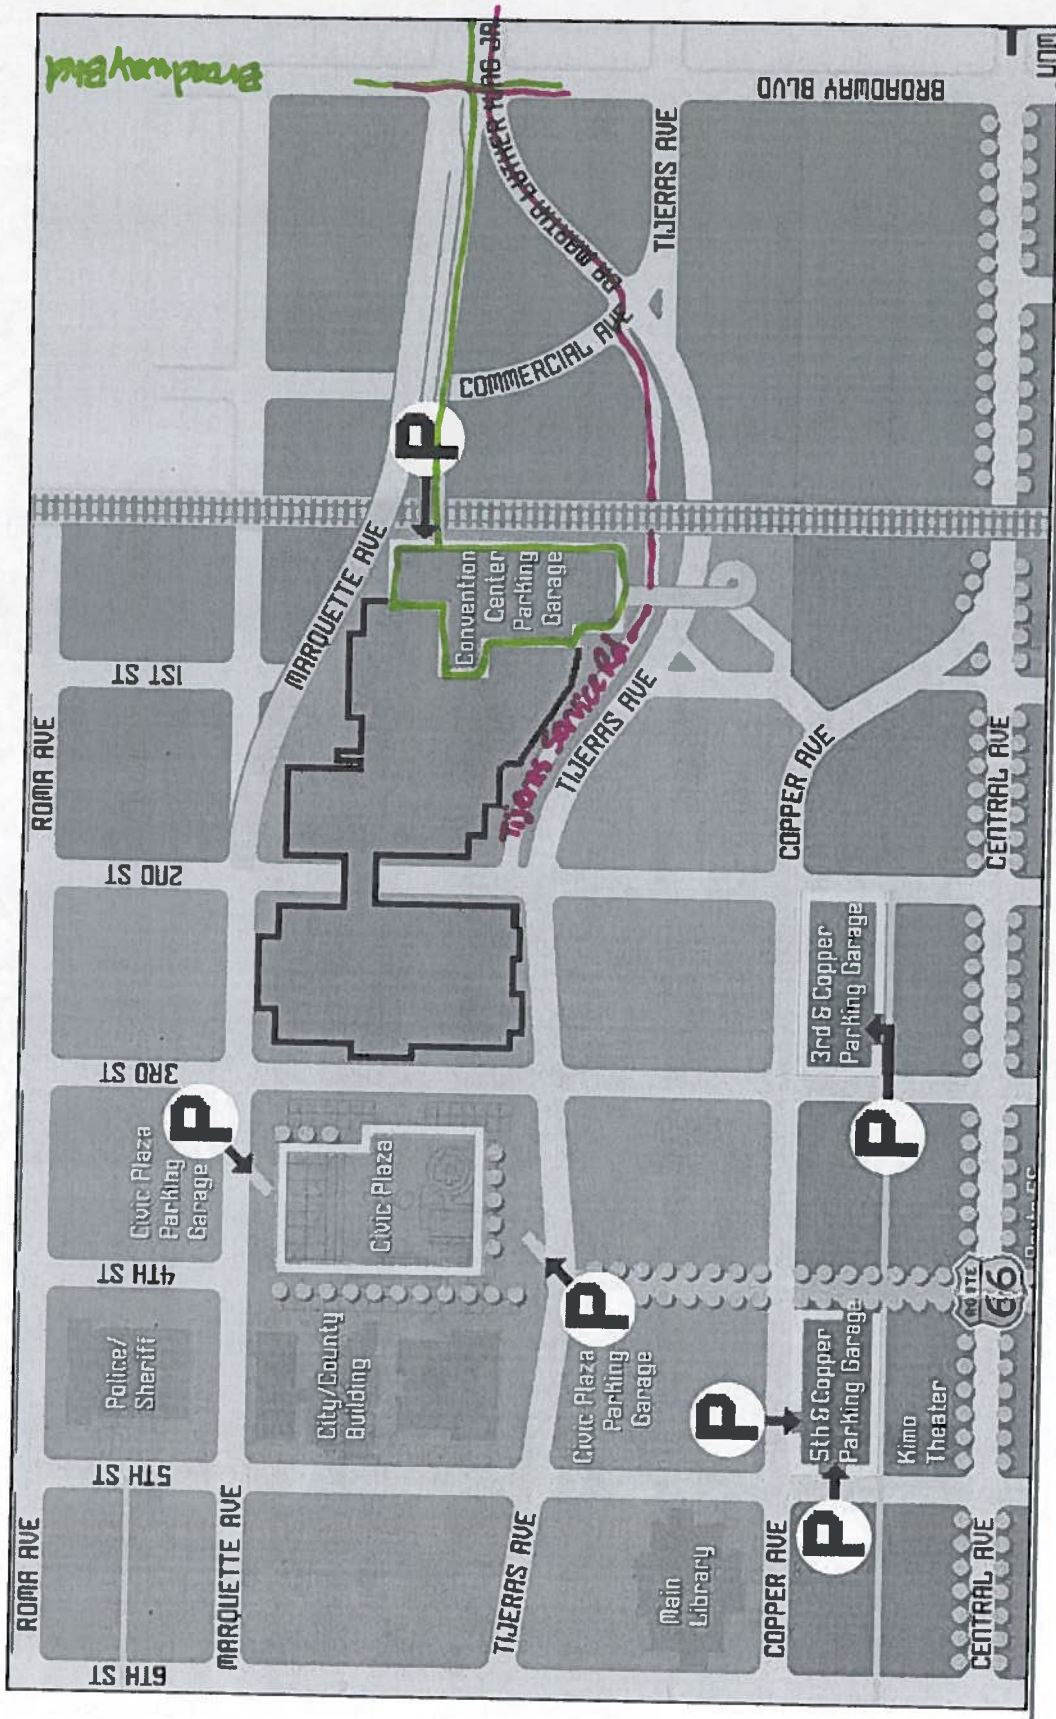 Broadway Blvd
BROADWAY BLVD
DR MARTIN LUTHER KING JR
TIJERAS AVE
COMMERCIAL AVE
P
MARQUETTE AVE
Convention
Center
Parking
Garage
1ST ST
Tijeras Service Rd
TIJERAS AVE
ROMA AVE
COPPER AVE
CENTRAL AVE
2ND ST
3rd & Copper
Parking Garage
3RD ST
P
P
Civic Plaza
Parking
Garage
Civic Plaza
4TH ST
P
Civic Plaza
Parking
Garage
ROUTE
66
Police/
Sheriff
City/County
Building
P
5th & Copper
Parking Garage
Kimo
Theater
5TH ST
P
ROMA AVE
MARQUETTE AVE
TIJERAS AVE
Main
Library
COPPER AVE
CENTRAL AVE
6TH ST